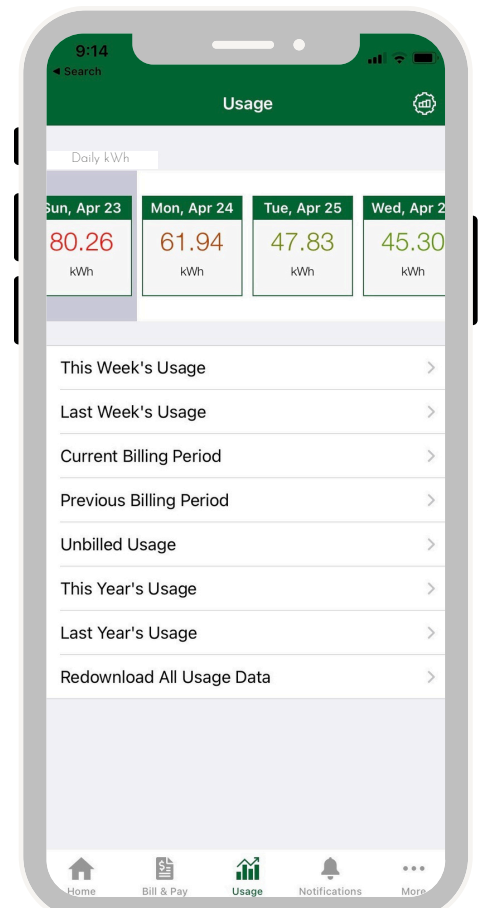 9:14
◀ Search
Usage
Daily kWh
Sun, Apr 23 Mon, Apr 24 Tue, Apr 25 Wed, Apr 2
80.26 61.94 47.83 45.30
kWh kWh kWh kWh
This Week's Usage
Last Week's Usage
Current Billing Period
Previous Billing Period
Unbilled Usage
This Year's Usage
Last Year's Usage
Redownload All Usage Data
Home Bill & Pay Usage Notifications More